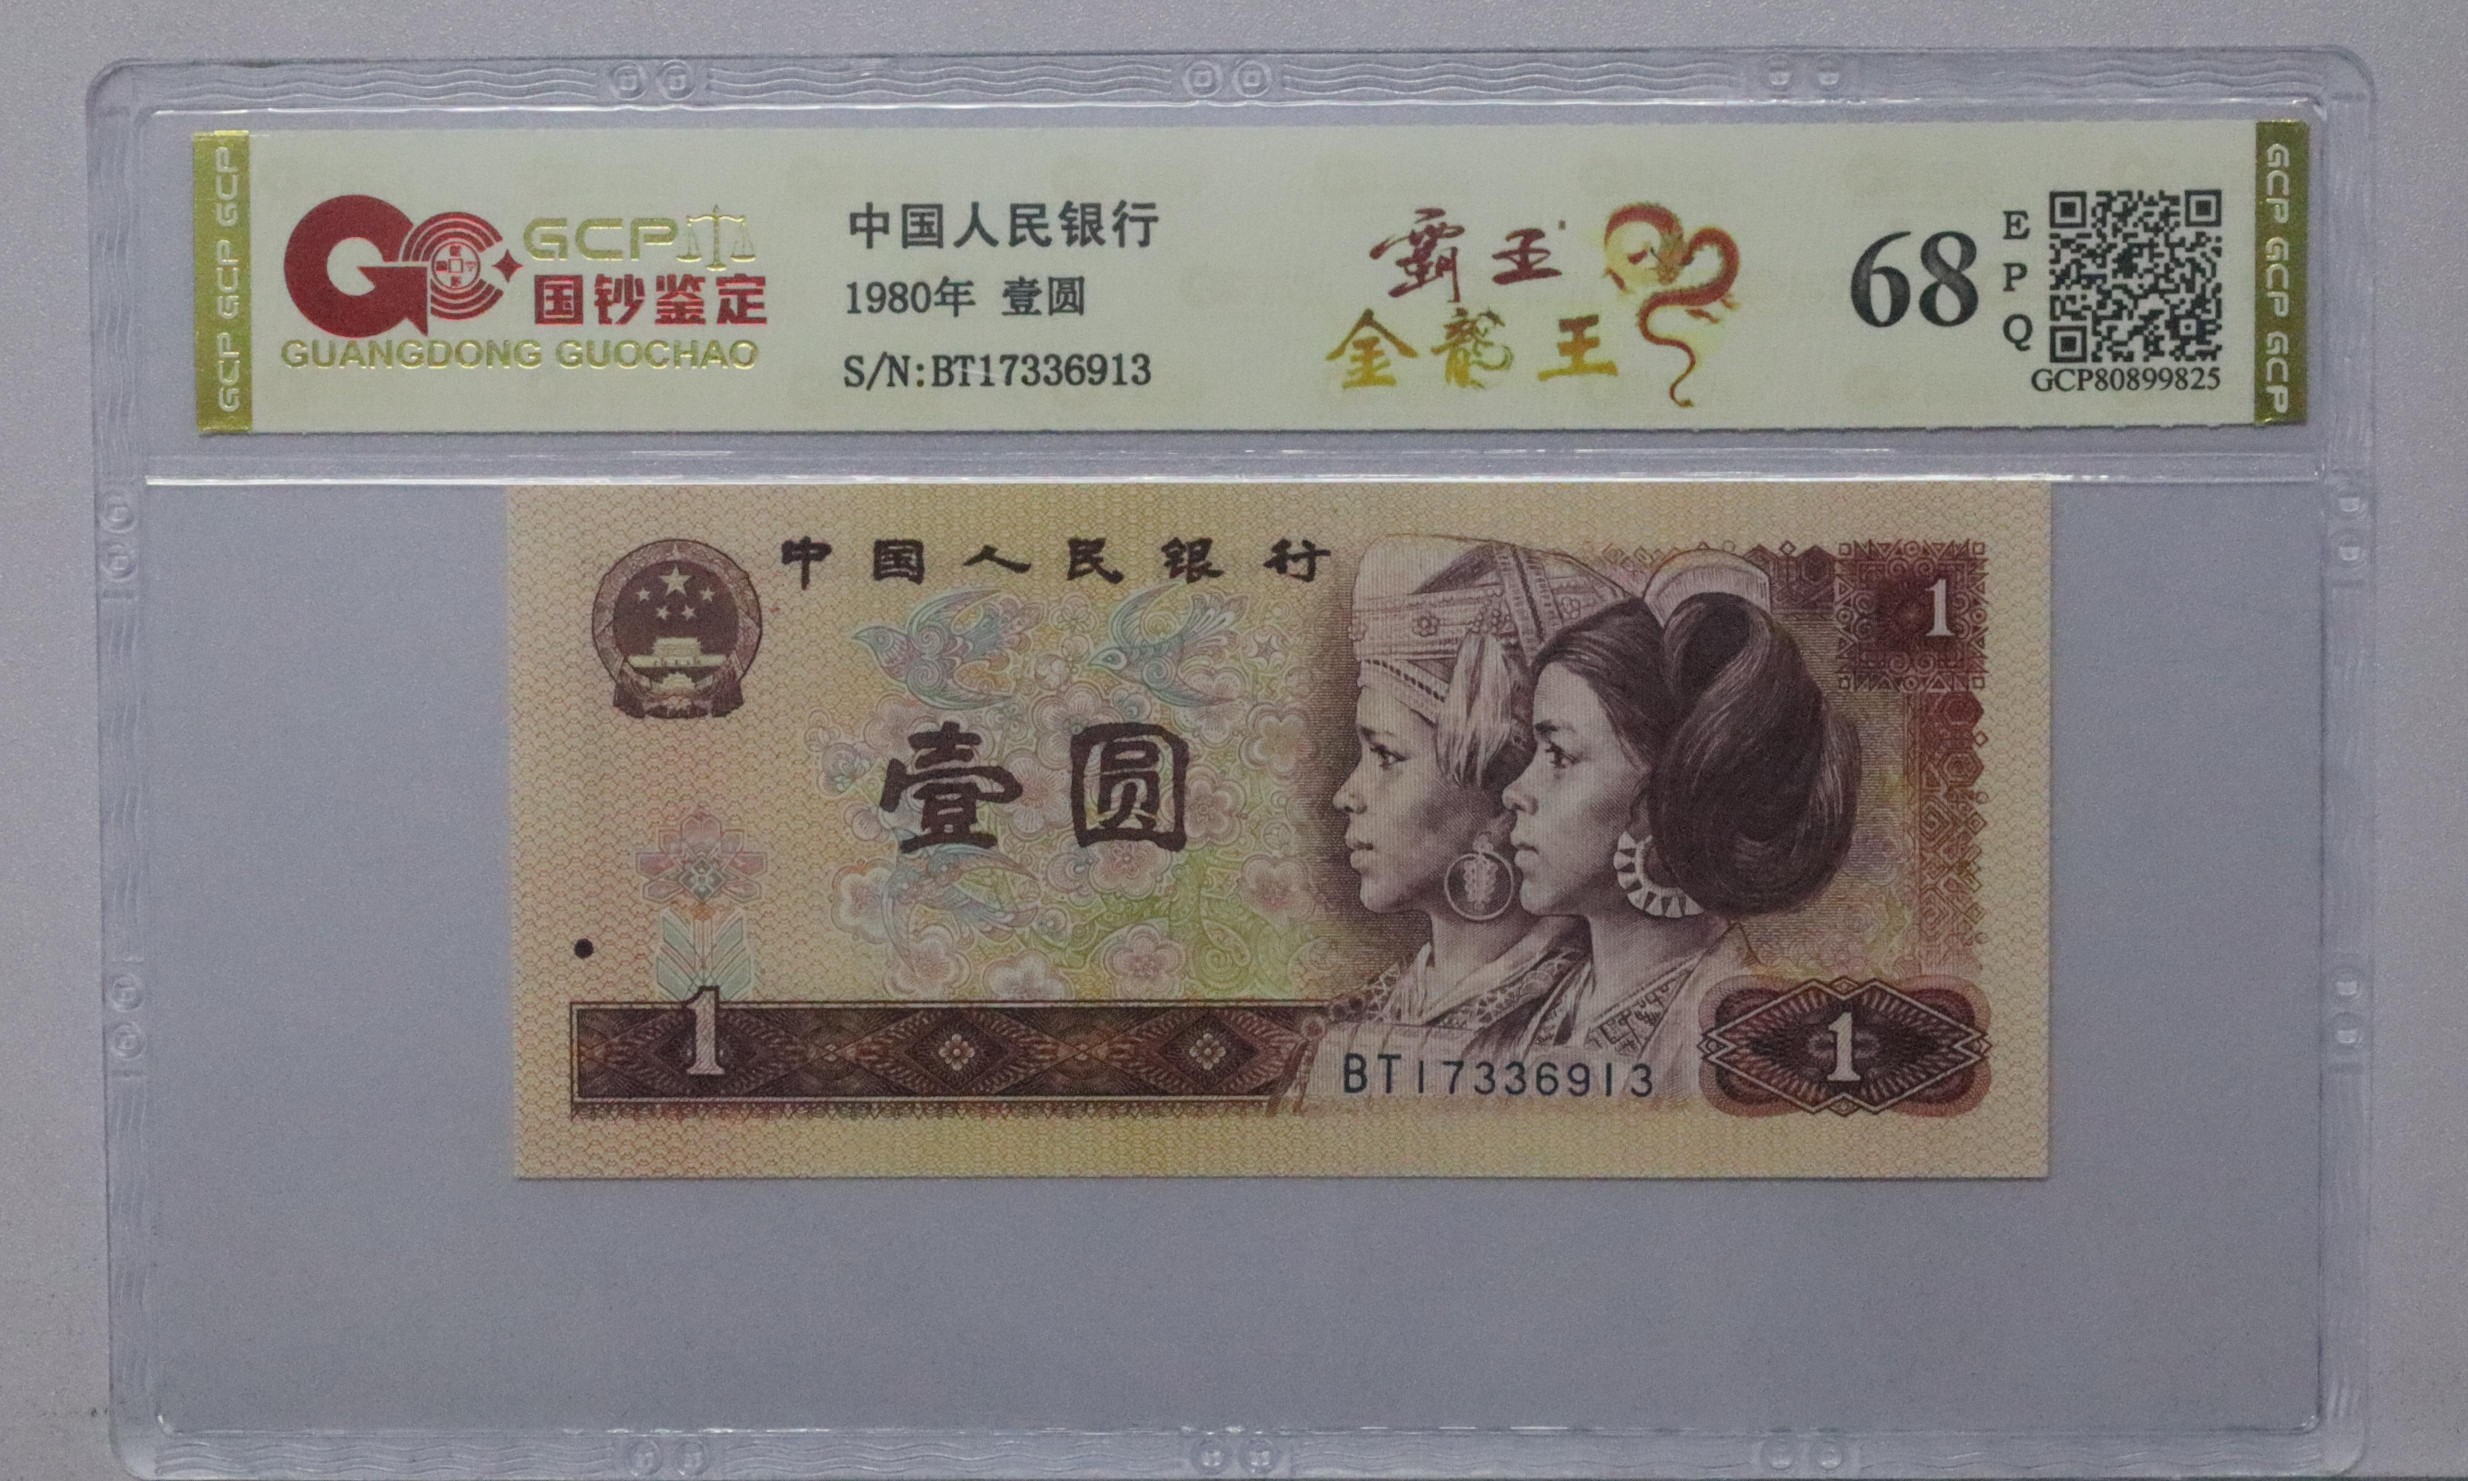 GCP GCP GCP
GCP
国钞鉴定
GUANGDONG GUOCHAO
中国人民银行
1980年 壹圆
S/N:BT17336913
霸王
金龍王
68
EPQ
GCP80899825
GCP GCP GCP
中国人民银行
1
壹圆
1
BT17336913
1